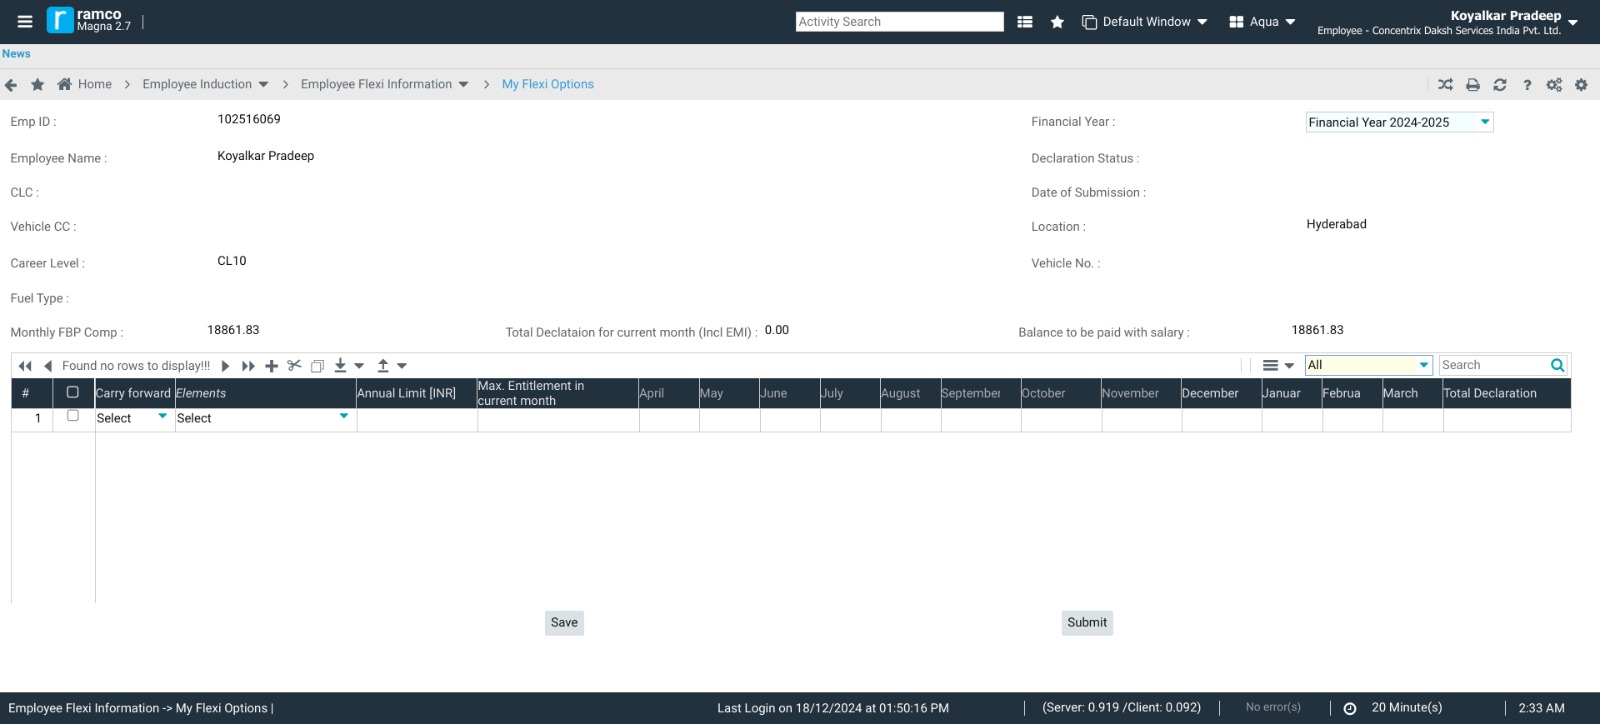 ramco
Magna 2.7
Activity Search
Default Window
Aqua
Koyalkar Pradeep
Employee - Concentrix Daksh Services India Pvt. Ltd.
News
Home > Employee Induction > Employee Flexi Information > My Flexi Options
Emp ID : 102516069 Financial Year : Financial Year 2024-2025
Employee Name : Koyalkar Pradeep Declaration Status :
CLC : Date of Submission :
Vehicle CC : Location : Hyderabad
Career Level : CL10 Vehicle No. :
Fuel Type :
Monthly FBP Comp : 18861.83 Total Declataion for current month (Incl EMI) : 0.00 Balance to be paid with salary : 18861.83
Found no rows to display!!! All Search
# Carry forward Elements Annual Limit [INR] Max. Entitlement in current month April May June July August September October November December Januar Februa March Total Declaration
1 Select Select
Save Submit
Employee Flexi Information -> My Flexi Options | Last Login on 18/12/2024 at 01:50:16 PM | (Server: 0.919 /Client: 0.092) | No error(s) | 20 Minute(s) | 2:33 AM